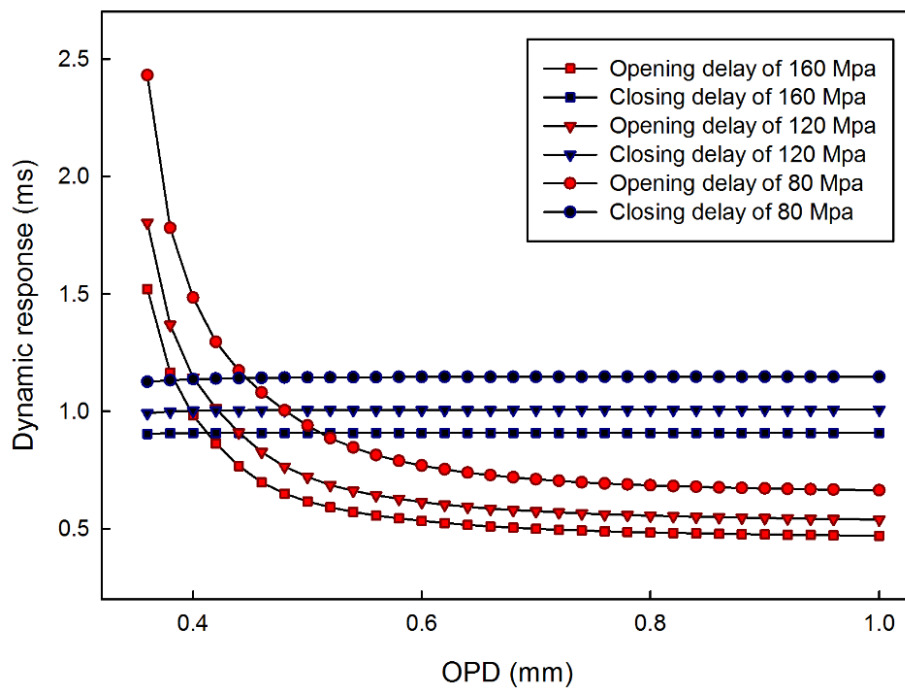 2.5
2.0
1.5
1.0
0.5
Dynamic response (ms)
Opening delay of 160 Mpa
Closing delay of 160 Mpa
Opening delay of 120 Mpa
Closing delay of 120 Mpa
Opening delay of 80 Mpa
Closing delay of 80 Mpa
0.4 0.6 0.8 1.0
OPD (mm)